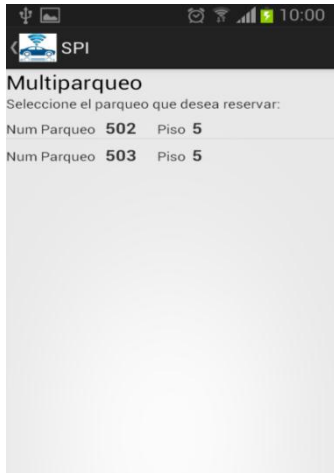 10:00
SPI
Multiparqueo
Seleccione el parqueo que desea reservar:
Num Parqueo 502 Piso 5
Num Parqueo 503 Piso 5